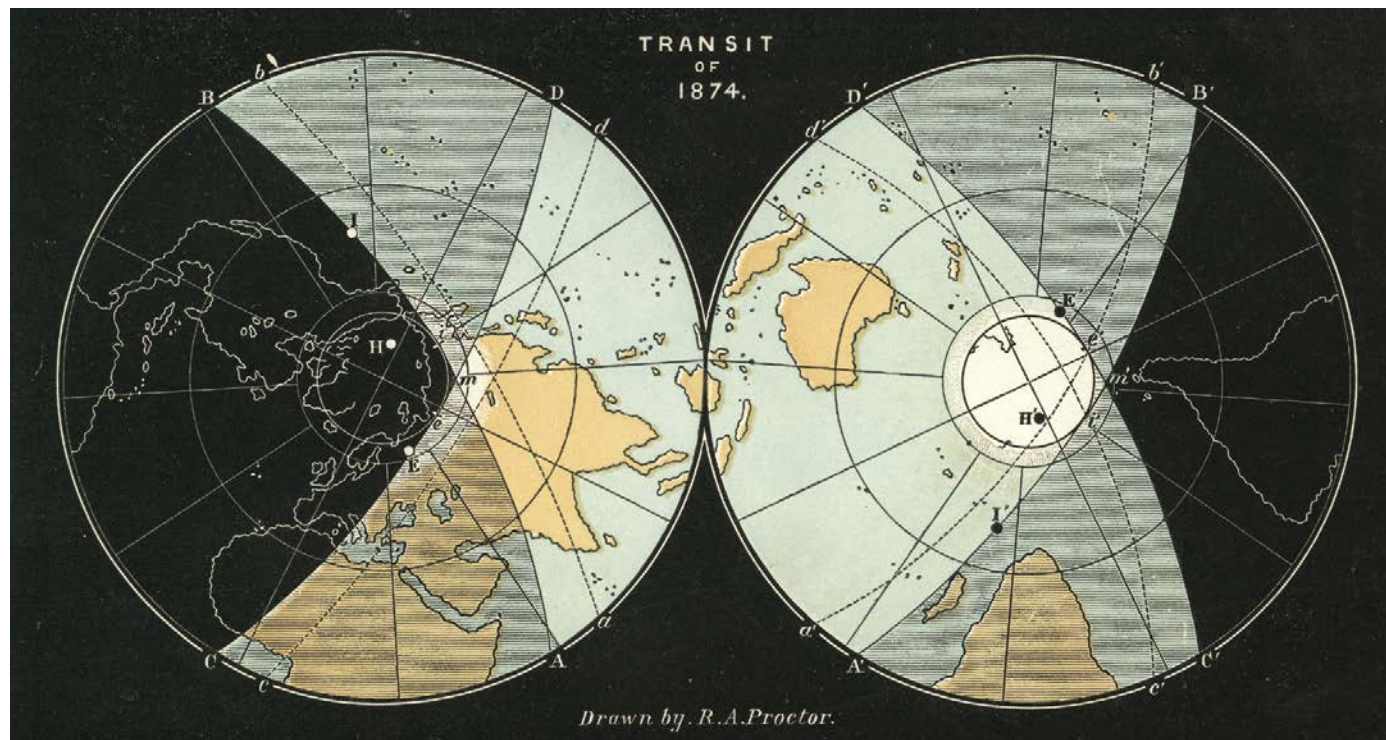 TRANSIT
OF
1874.
B
b'
D
d
I
H
m
e
E
C
c
A
a
D'
d'
b'
B'
E'
e
m'
H'
i
I'
a'
A'
C'
c'
Drawn by. R.A.Proctor.